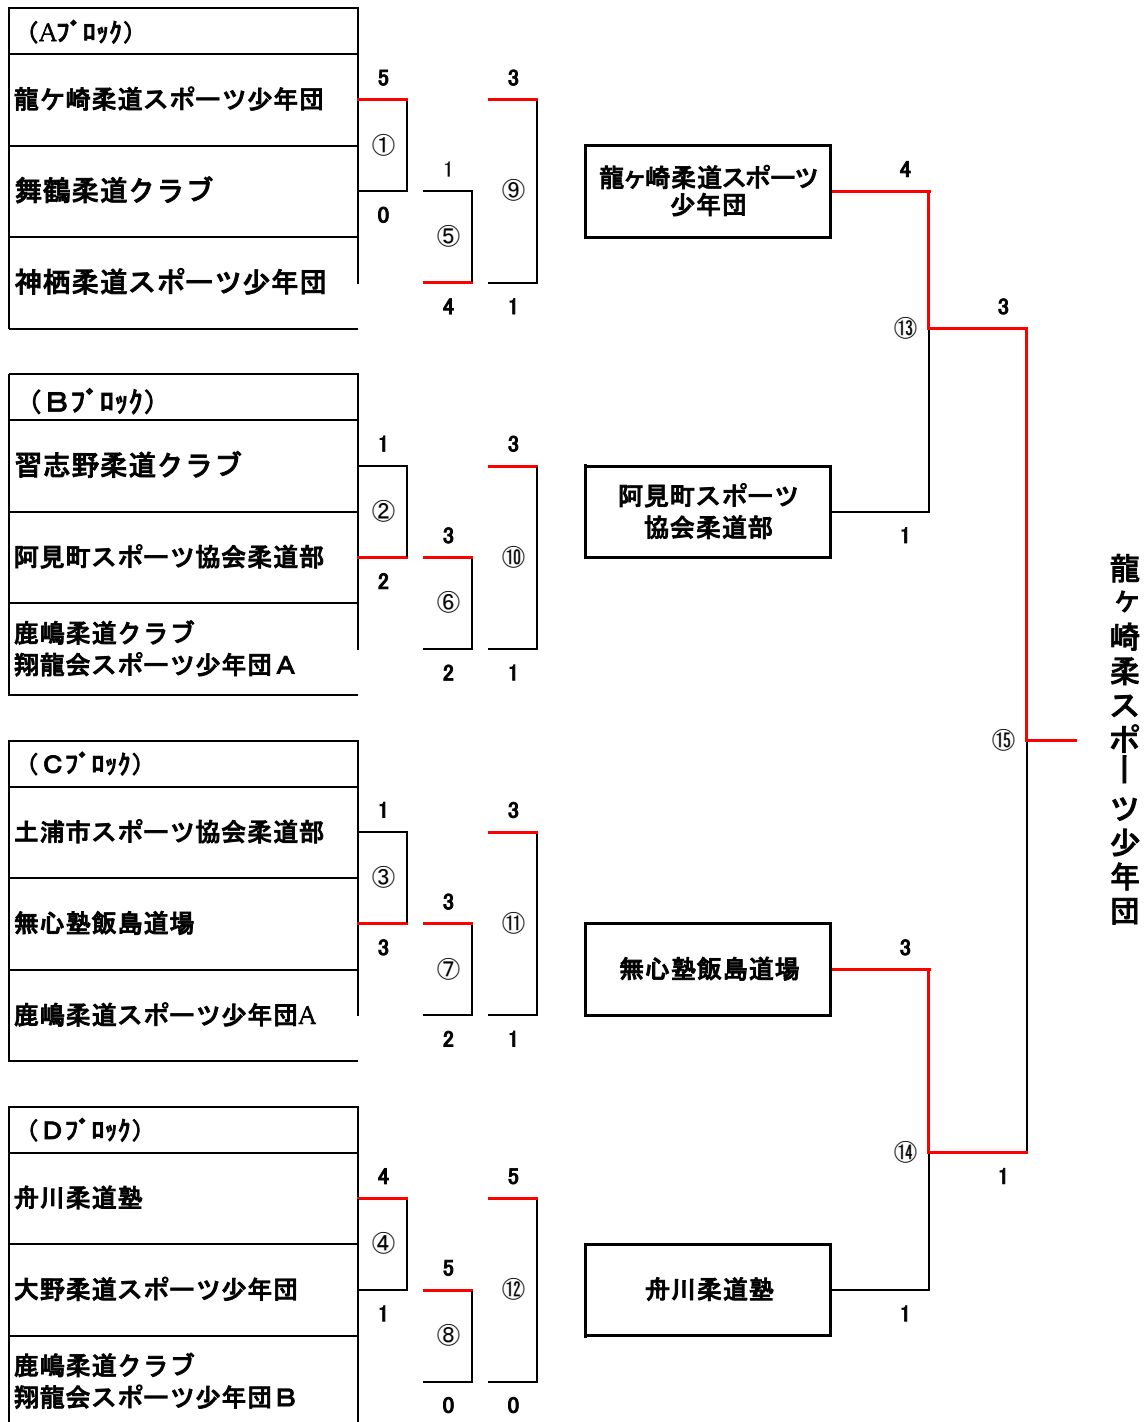 （Aﾌﾞﾛｯｸ）
龍ケ崎柔道スポーツ少年団
舞鶴柔道クラブ
神栖柔道スポーツ少年団
5
①
0
1
⑤
4
3
⑨
1
（Ｂﾌﾞﾛｯｸ）
習志野柔道クラブ
阿見町スポーツ協会柔道部
鹿嶋柔道クラブ
翔龍会スポーツ少年団Ａ
1
②
2
3
⑥
2
3
⑩
1
（Ｃﾌﾞﾛｯｸ）
土浦市スポーツ協会柔道部
無心塾飯島道場
鹿嶋柔道スポーツ少年団A
1
③
3
3
⑦
2
3
⑪
1
（Ｄﾌﾞﾛｯｸ）
舟川柔道塾
大野柔道スポーツ少年団
鹿嶋柔道クラブ
翔龍会スポーツ少年団Ｂ
4
④
1
5
⑧
0
5
⑫
0
龍ヶ崎柔道スポーツ
少年団
4
⑬
阿見町スポーツ
協会柔道部
1
無心塾飯島道場
3
⑭
舟川柔道塾
1
3
⑮
1
龍ヶ崎柔スポーツ少年団